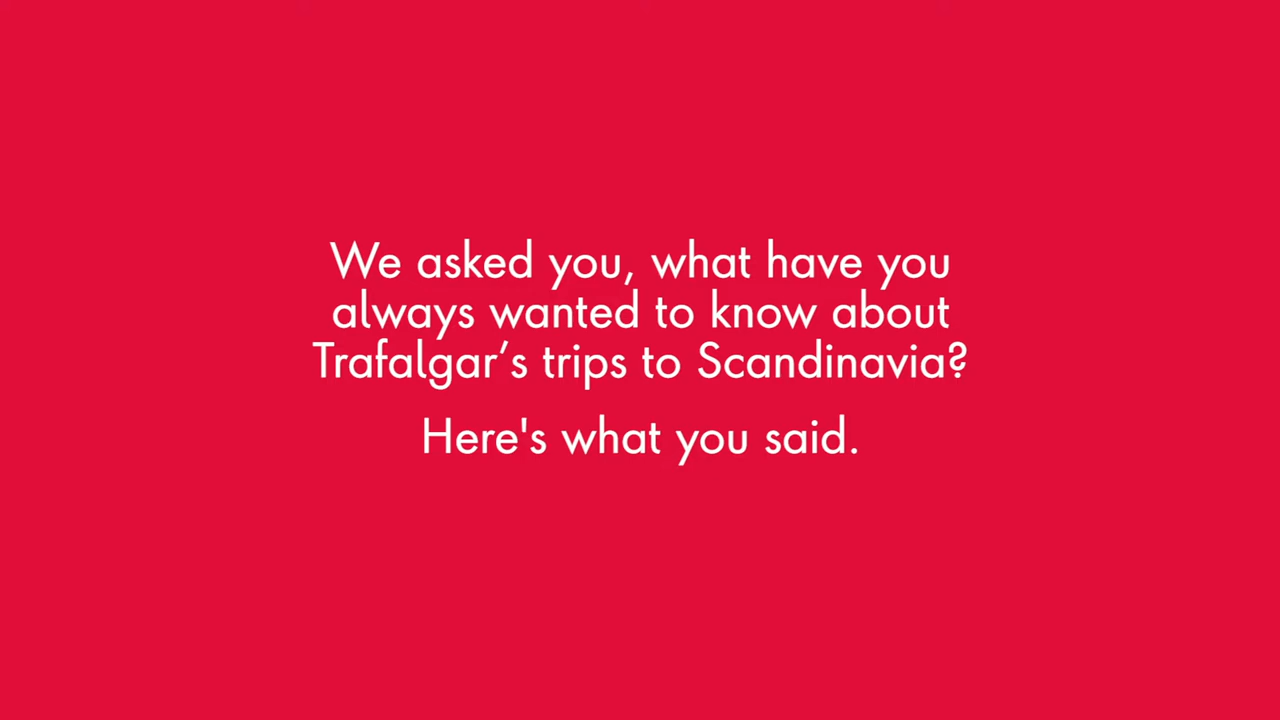 We asked you, what have you
always wanted to know about
Trafalgar’s trips to Scandinavia?
Here's what you said.